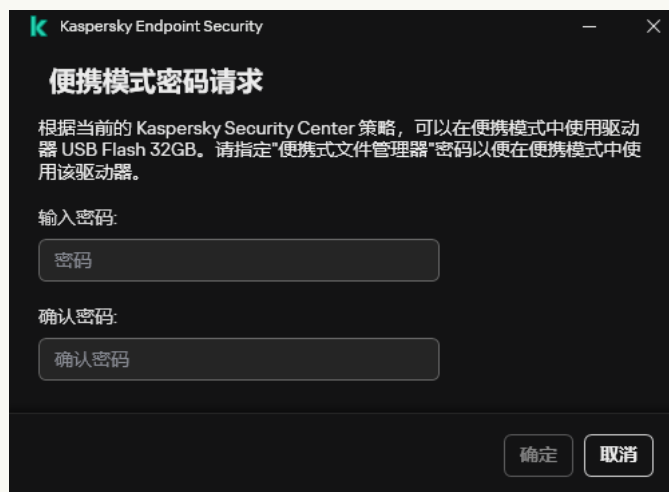 Kaspersky Endpoint Security
便携模式密码请求
根据当前的 Kaspersky Security Center 策略，可以在便携模式中使用驱动
器 USB Flash 32GB。请指定"便携式文件管理器"密码以便在便携模式中使
用该驱动器。
输入密码:
密码
确认密码:
确认密码
确定 取消